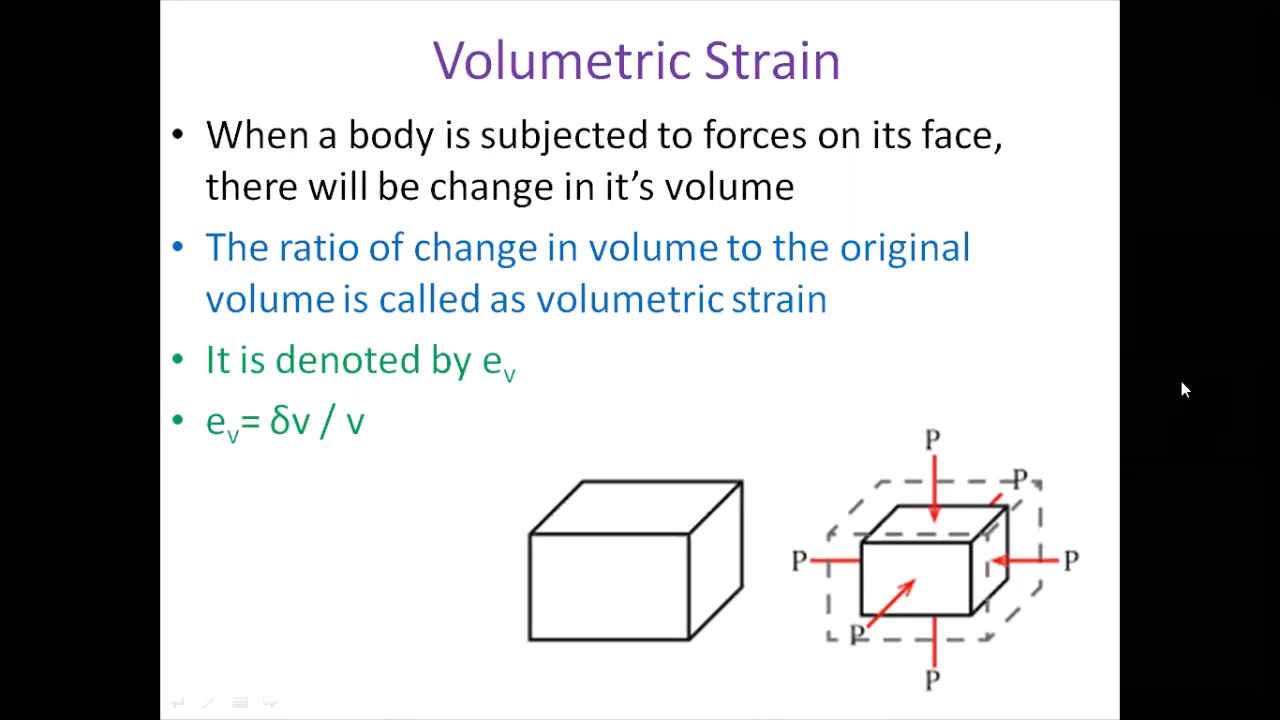 Volumetric Strain
• When a body is subjected to forces on its face,
there will be change in it’s volume
• The ratio of change in volume to the original
volume is called as volumetric strain
• It is denoted by eᵥ
• eᵥ= δv / v
P
P
P
P
P
P